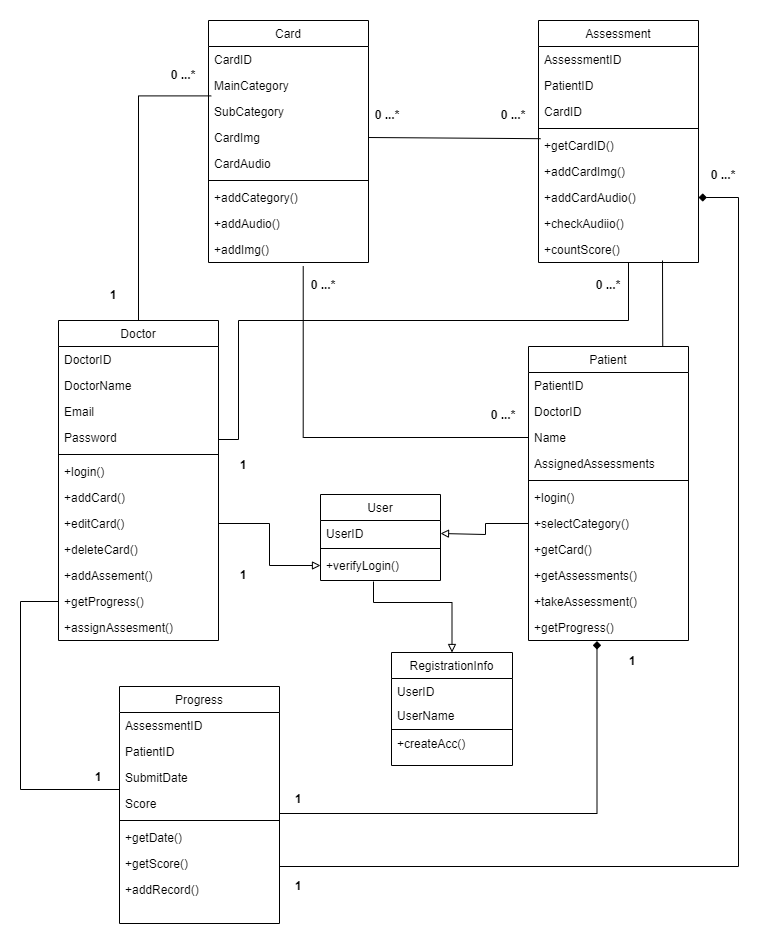 Card
CardID
MainCategory
SubCategory
CardImg
CardAudio
+addCategory()
+addAudio()
+addImg()
Assessment
AssessmentID
PatientID
CardID
+getCardID()
+addCardImg()
+addCardAudio()
+checkAudiio()
+countScore()
0 ...*
0 ...*
0 ...*
0 ...*
1
0 ...*
0 ...*
Doctor
DoctorID
DoctorName
Email
Password
+login()
+addCard()
+editCard()
+deleteCard()
+addAssement()
+getProgress()
+assignAssesment()
Patient
PatientID
DoctorID
Name
AssignedAssessments
+login()
+selectCategory()
+getCard()
+getAssessments()
+takeAssessment()
+getProgress()
0 ...*
1
1
User
UserID
+verifyLogin()
1
RegistrationInfo
UserID
UserName
+createAcc()
Progress
AssessmentID
PatientID
SubmitDate
Score
+getDate()
+getScore()
+addRecord()
1
1
1